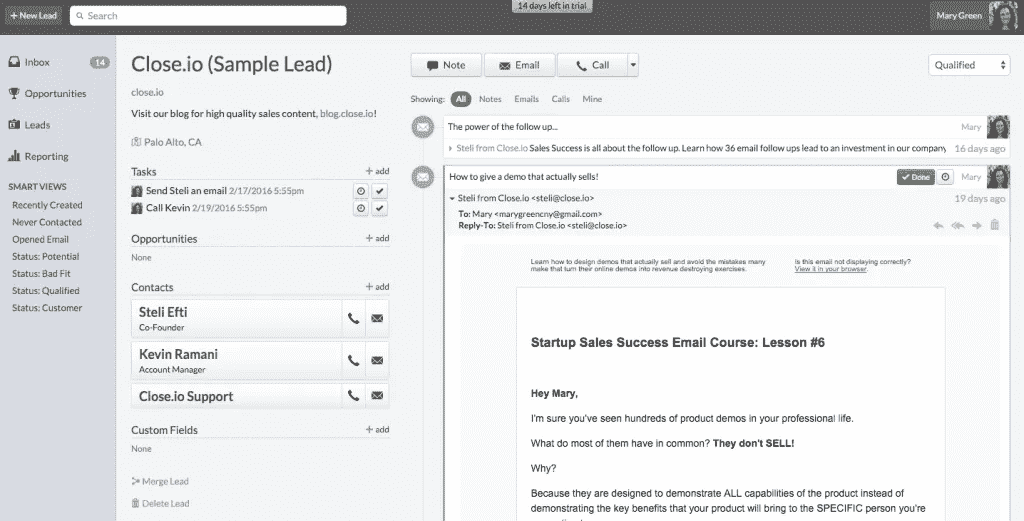 + New Lead
Search
14 days left in trial
Mary Green
Inbox 14
Opportunities
Leads
Reporting
SMART VIEWS
Recently Created
Never Contacted
Opened Email
Status: Potential
Status: Bad Fit
Status: Qualified
Status: Customer
Close.io (Sample Lead)
close.io
Visit our blog for high quality sales content, blog.close.io!
Palo Alto, CA
Tasks + add
Send Steli an email 2/17/2016 5:55pm
Call Kevin 2/19/2016 5:55pm
Opportunities + add
None
Contacts + add
Steli Efti
Co-Founder
Kevin Ramani
Account Manager
Close.io Support
Custom Fields + add
None
Merge Lead
Delete Lead
Note Email Call
Qualified
Showing: All Notes Emails Calls Mine
The power of the follow up... Mary
Steli from Close.io Sales Success is all about the follow up. Learn how 36 email follow ups lead to an investment in our company 16 days ago
How to give a demo that actually sells! Done Mary
Steli from Close.io <steli@close.io> 19 days ago
To: Mary <marygreencny@gmail.com>
Reply-To: Steli from Close.io <steli@close.io>
Learn how to design demos that actually sell and avoid the mistakes many
make that turn their online demos into revenue destroying exercises.
Is this email not displaying correctly?
View it in your browser.
Startup Sales Success Email Course: Lesson #6
Hey Mary,
I'm sure you've seen hundreds of product demos in your professional life.
What do most of them have in common? They don't SELL!
Why?
Because they are designed to demonstrate ALL capabilities of the product instead of
demonstrating the key benefits that your product will bring to the SPECIFIC person you're